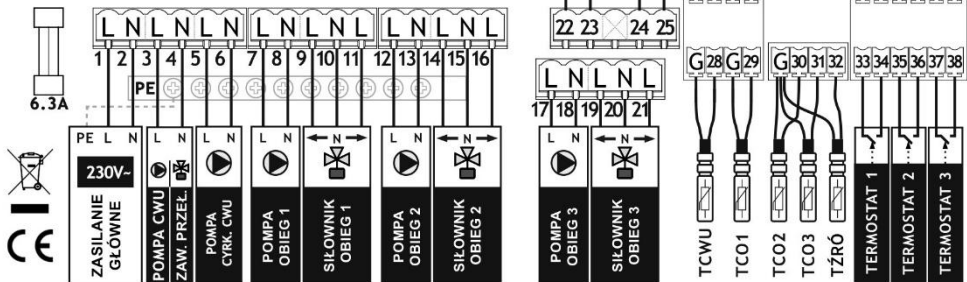 22 23 24 25
L N L N L N
L N L N L
L N L N L
1 2 3 4 5 6 7 8 9 10 11 12 13 14 15 16
L N L N L
17 18 19 20 21
G 28 G 29
G 30 31 32
33 34 35 36 37 38
6.3A
PE
PE L N
230V~
ZASILANIE
GŁÓWNE
L N
POMPA CWU
ZAW. PRZEŁ.
L N
POMPA
CYRK. CWU
L N
POMPA
OBIEG 1
N
SIŁOWNIK
OBIEG 1
L N
POMPA
OBIEG 2
N
SIŁOWNIK
OBIEG 2
L N
POMPA
OBIEG 3
N
SIŁOWNIK
OBIEG 3
TCWU
TCO1
TCO2
TCO3
TŹRÓ
TERMOSTAT 1
TERMOSTAT 2
TERMOSTAT 3
CE